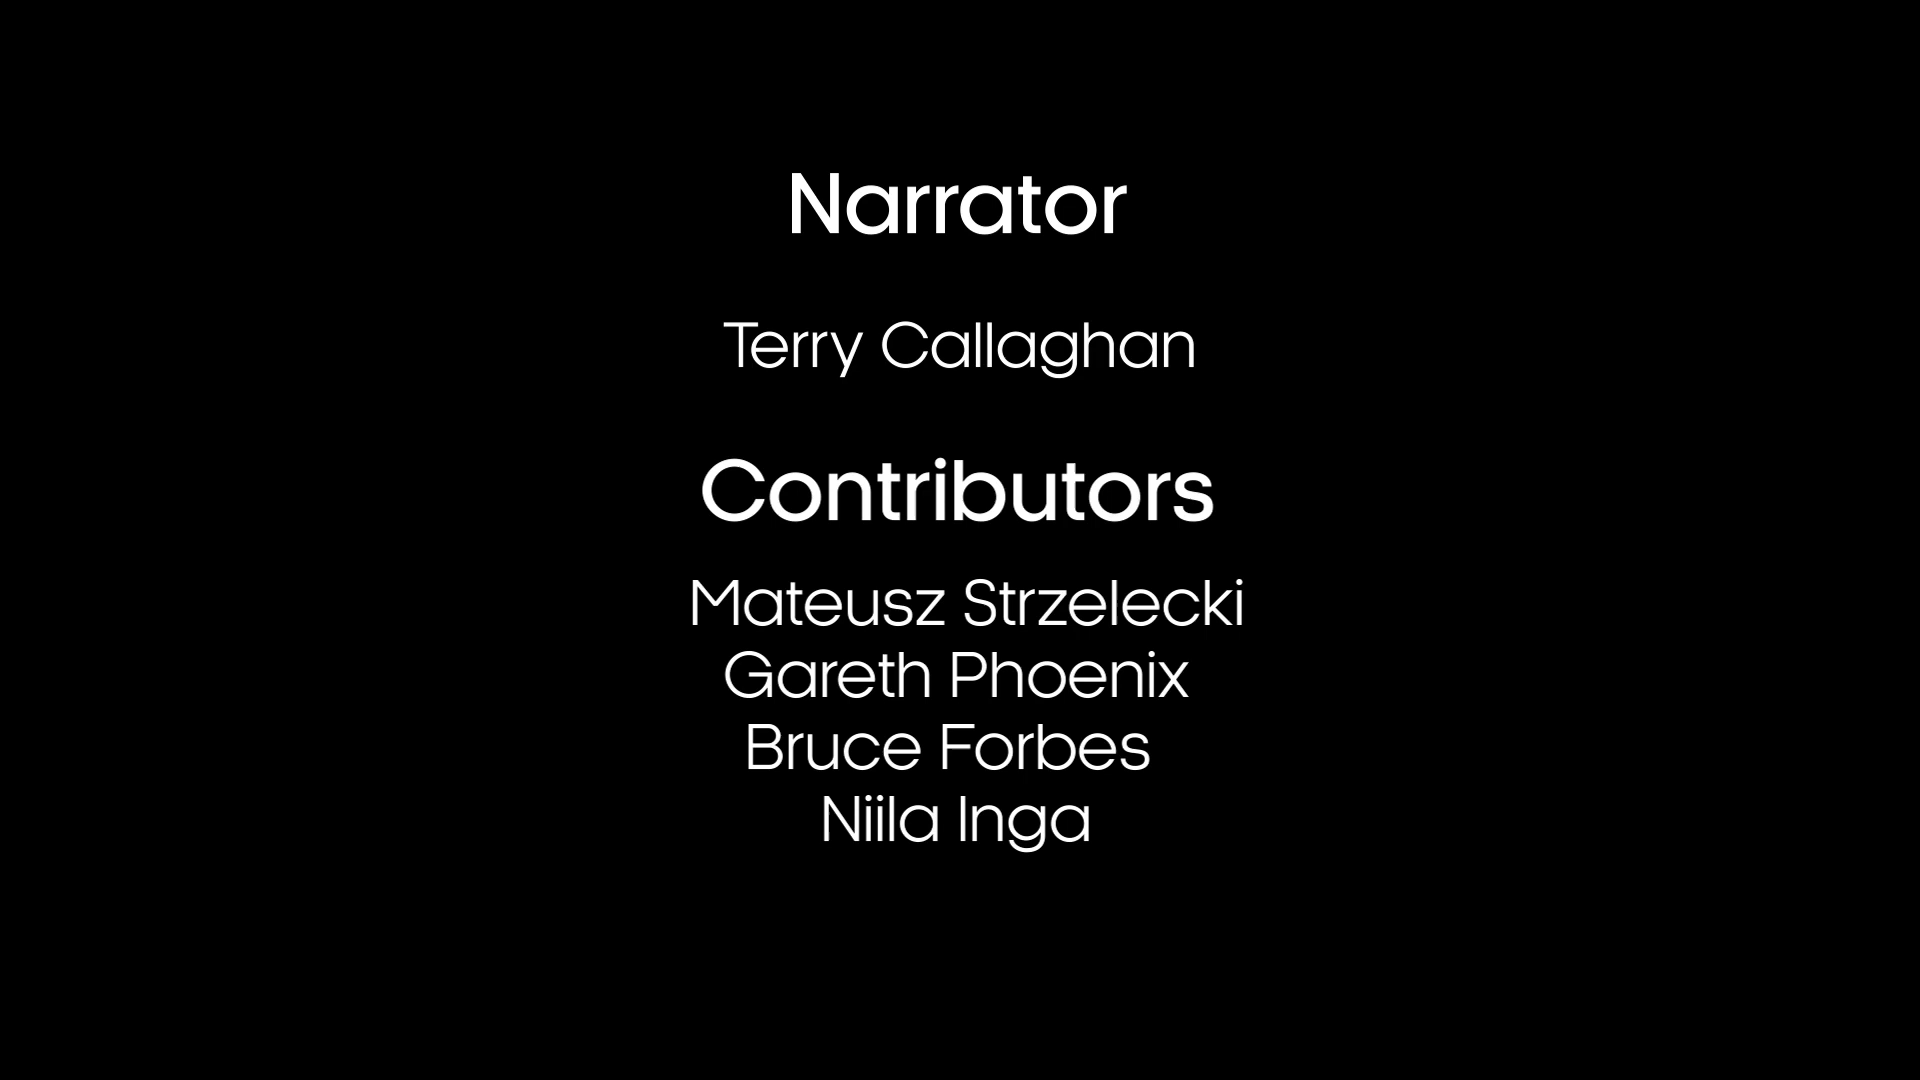 Narrator
Terry Callaghan
Contributors
Mateusz Strzelecki
Gareth Phoenix
Bruce Forbes
Niila Inga